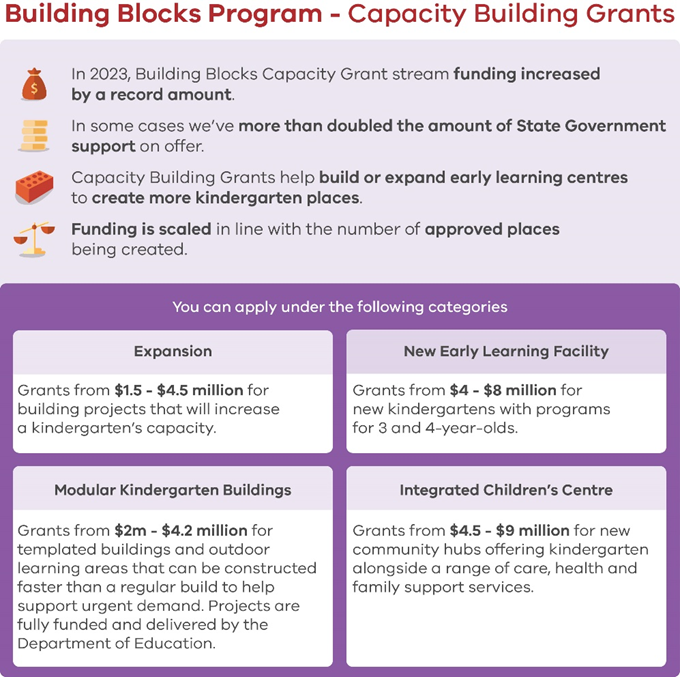 Building Blocks Program - Capacity Building Grants
In 2023, Building Blocks Capacity Grant stream funding increased
by a record amount.
In some cases we've more than doubled the amount of State Government
support on offer.
Capacity Building Grants help build or expand early learning centres
to create more kindergarten places.
Funding is scaled in line with the number of approved places
being created.
You can apply under the following categories
Expansion
Grants from $1.5 - $4.5 million for
building projects that will increase
a kindergarten's capacity.
New Early Learning Facility
Grants from $4 - $8 million for
new kindergartens with programs
for 3 and 4-year-olds.
Modular Kindergarten Buildings
Grants from $2m - $4.2 million for
templated buildings and outdoor
learning areas that can be constructed
faster than a regular build to help
support urgent demand. Projects are
fully funded and delivered by the
Department of Education.
Integrated Children's Centre
Grants from $4.5 - $9 million for new
community hubs offering kindergarten
alongside a range of care, health and
family support services.